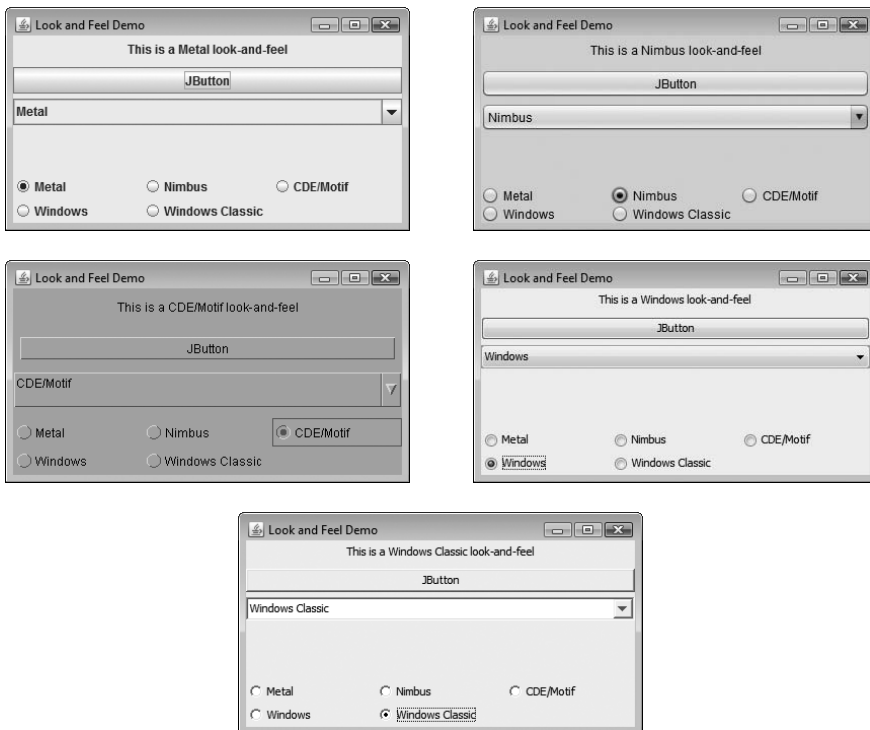 Look and Feel Demo
This is a Metal look-and-feel
JButton
Metal
Metal Nimbus CDE/Motif
Windows Windows Classic
Look and Feel Demo
This is a Nimbus look-and-feel
JButton
Nimbus
Metal Nimbus CDE/Motif
Windows Windows Classic
Look and Feel Demo
This is a CDE/Motif look-and-feel
JButton
CDE/Motif
Metal Nimbus CDE/Motif
Windows Windows Classic
Look and Feel Demo
This is a Windows look-and-feel
JButton
Windows
Metal Nimbus CDE/Motif
Windows Windows Classic
Look and Feel Demo
This is a Windows Classic look-and-feel
JButton
Windows Classic
Metal Nimbus CDE/Motif
Windows Windows Classic